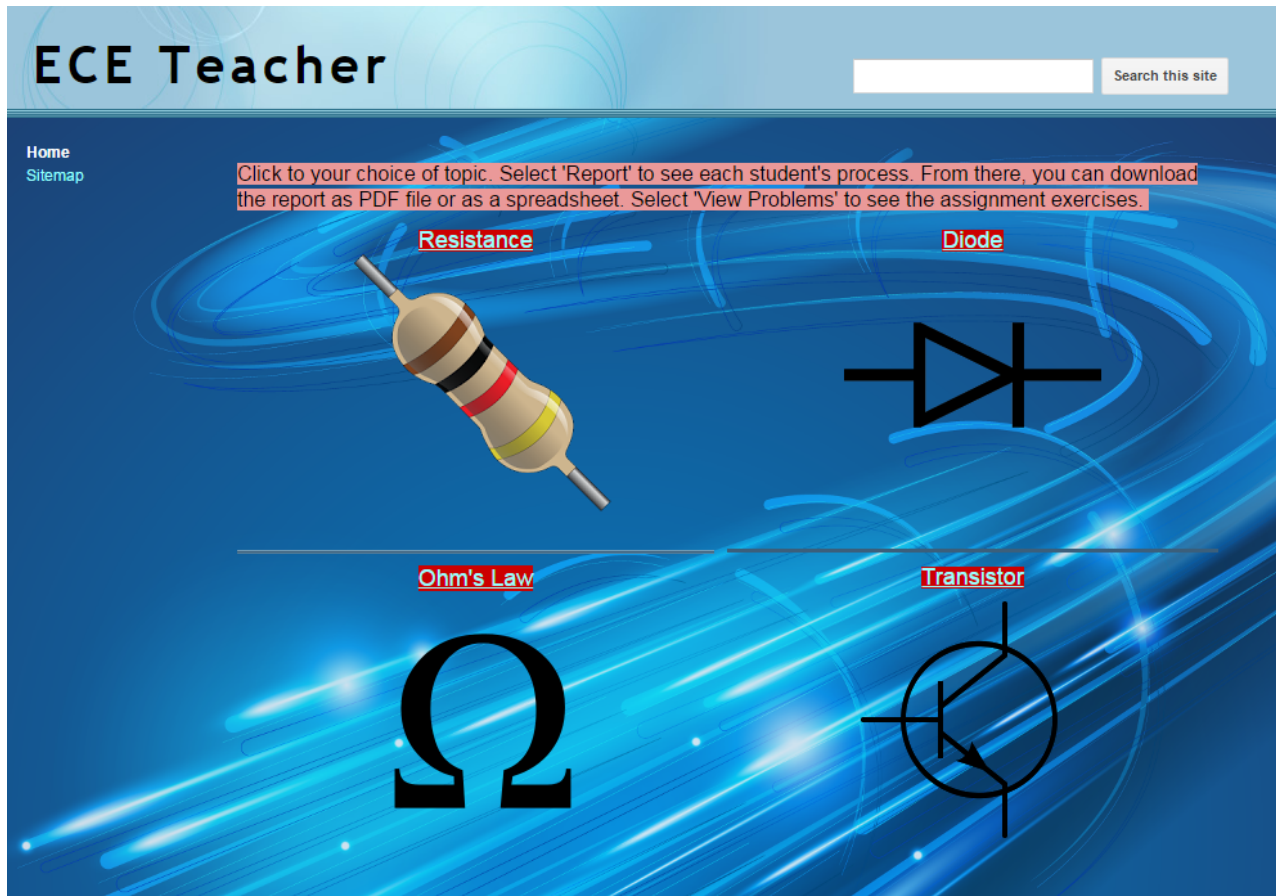 ECE Teacher
Search this site
Home
Sitemap
Click to your choice of topic. Select 'Report' to see each student's process. From there, you can download
the report as PDF file or as a spreadsheet. Select 'View Problems' to see the assignment exercises.
Resistance
Diode
Ohm's Law
Transistor
Ω